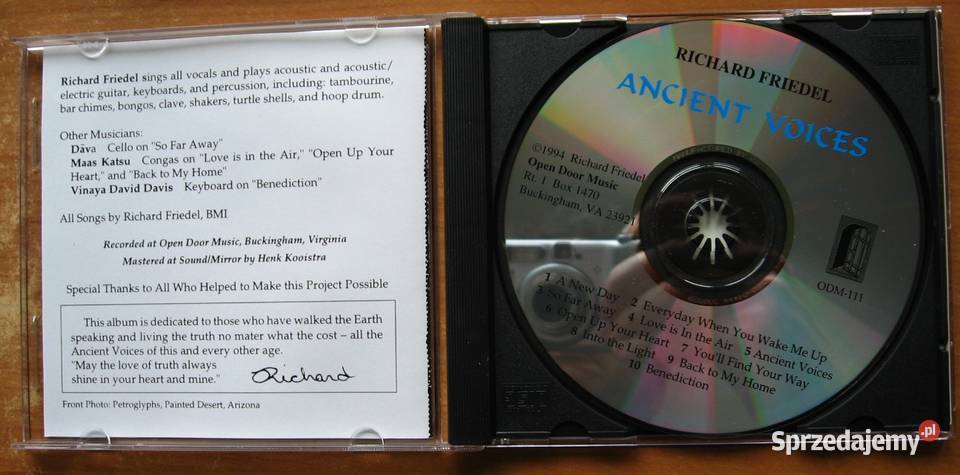 Richard Friedel sings all vocals and plays acoustic and acoustic/
electric guitar, keyboards, and percussion, including: tambourine,
bar chimes, bongos, clave, shakers, turtle shells, and hoop drum.
Other Musicians:
Dāva Cello on "So Far Away"
Maas Katsu Congas on "Love is in the Air," "Open Up Your
Heart," and "Back to My Home"
Vinaya David Davis Keyboard on "Benediction"
All Songs by Richard Friedel, BMI
Recorded at Open Door Music, Buckingham, Virginia
Mastered at Sound/Mirror by Henk Kooistra
Special Thanks to All Who Helped to Make this Project Possible
This album is dedicated to those who have walked the Earth
speaking and living the truth no mater what the cost – all the
Ancient Voices of this and every other age.
"May the love of truth always
shine in your heart and mine."
Richard
Front Photo: Petroglyphs, Painted Desert, Arizona
RICHARD FRIEDEL
ANCIENT VOICES
©1994 Richard Friedel
Open Door Music
Rt. 1 Box 1470
Buckingham, VA 23921
ODM-111
1 A New Day 2 Everyday When You Wake Me Up
3 So Far Away 4 Love is In the Air 5 Ancient Voices
6 Open Up Your Heart 7 You'll Find Your Way
8 Into the Light 9 Back to My Home
10 Benediction
Sprzedajemy.pl